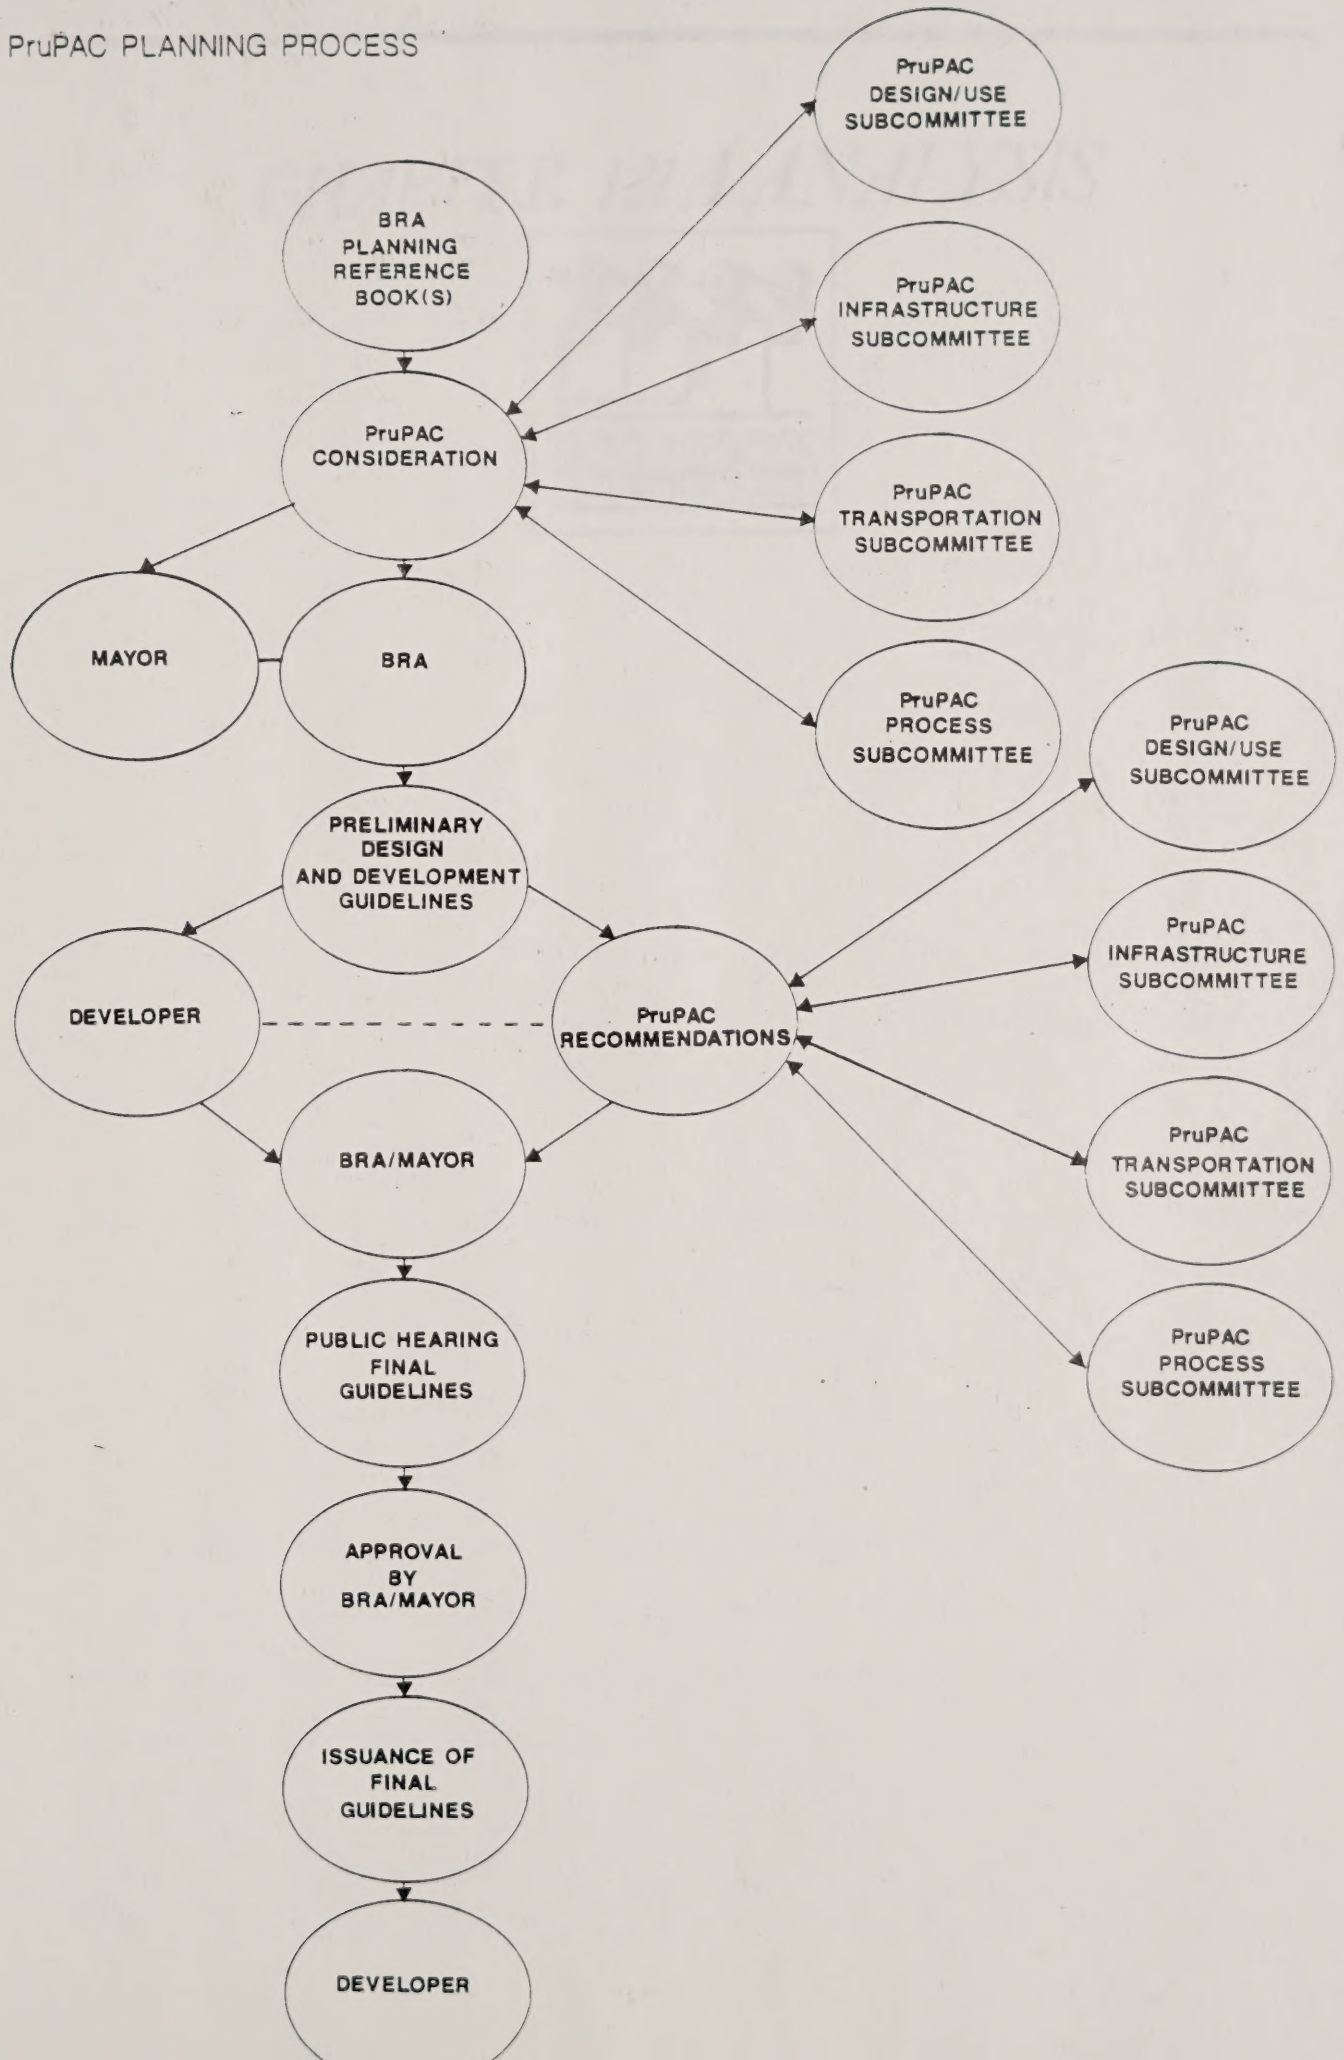 PruPAC PLANNING PROCESS
PruPAC
DESIGN/USE
SUBCOMMITTEE
BRA
PLANNING
REFERENCE
BOOK(S)
PruPAC
INFRASTRUCTURE
SUBCOMMITTEE
PruPAC
CONSIDERATION
PruPAC
TRANSPORTATION
SUBCOMMITTEE
MAYOR
BRA
PruPAC
PROCESS
SUBCOMMITTEE
PruPAC
DESIGN/USE
SUBCOMMITTEE
PRELIMINARY
DESIGN
AND DEVELOPMENT
GUIDELINES
PruPAC
INFRASTRUCTURE
SUBCOMMITTEE
DEVELOPER
PruPAC
RECOMMENDATIONS
PruPAC
TRANSPORTATION
SUBCOMMITTEE
BRA/MAYOR
PUBLIC HEARING
FINAL
GUIDELINES
PruPAC
PROCESS
SUBCOMMITTEE
APPROVAL
BY
BRA/MAYOR
ISSUANCE OF
FINAL
GUIDELINES
DEVELOPER